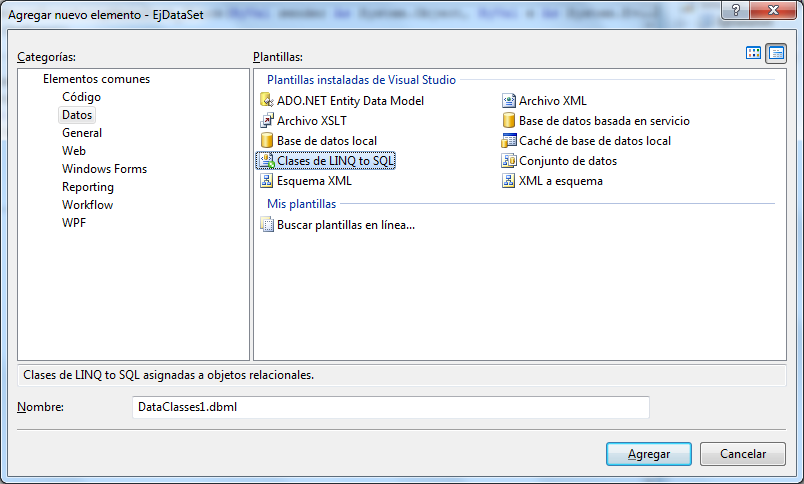 Agregar nuevo elemento - EjDataSet
Categorías:
Plantillas:
Elementos comunes
Código
Datos
General
Web
Windows Forms
Reporting
Workflow
WPF
Plantillas instaladas de Visual Studio
ADO.NET Entity Data Model
Archivo XML
Archivo XSLT
Base de datos basada en servicio
Base de datos local
Caché de base de datos local
Clases de LINQ to SQL
Conjunto de datos
Esquema XML
XML a esquema
Mis plantillas
Buscar plantillas en línea...
Clases de LINQ to SQL asignadas a objetos relacionales.
Nombre:
DataClasses1.dbml
Agregar
Cancelar